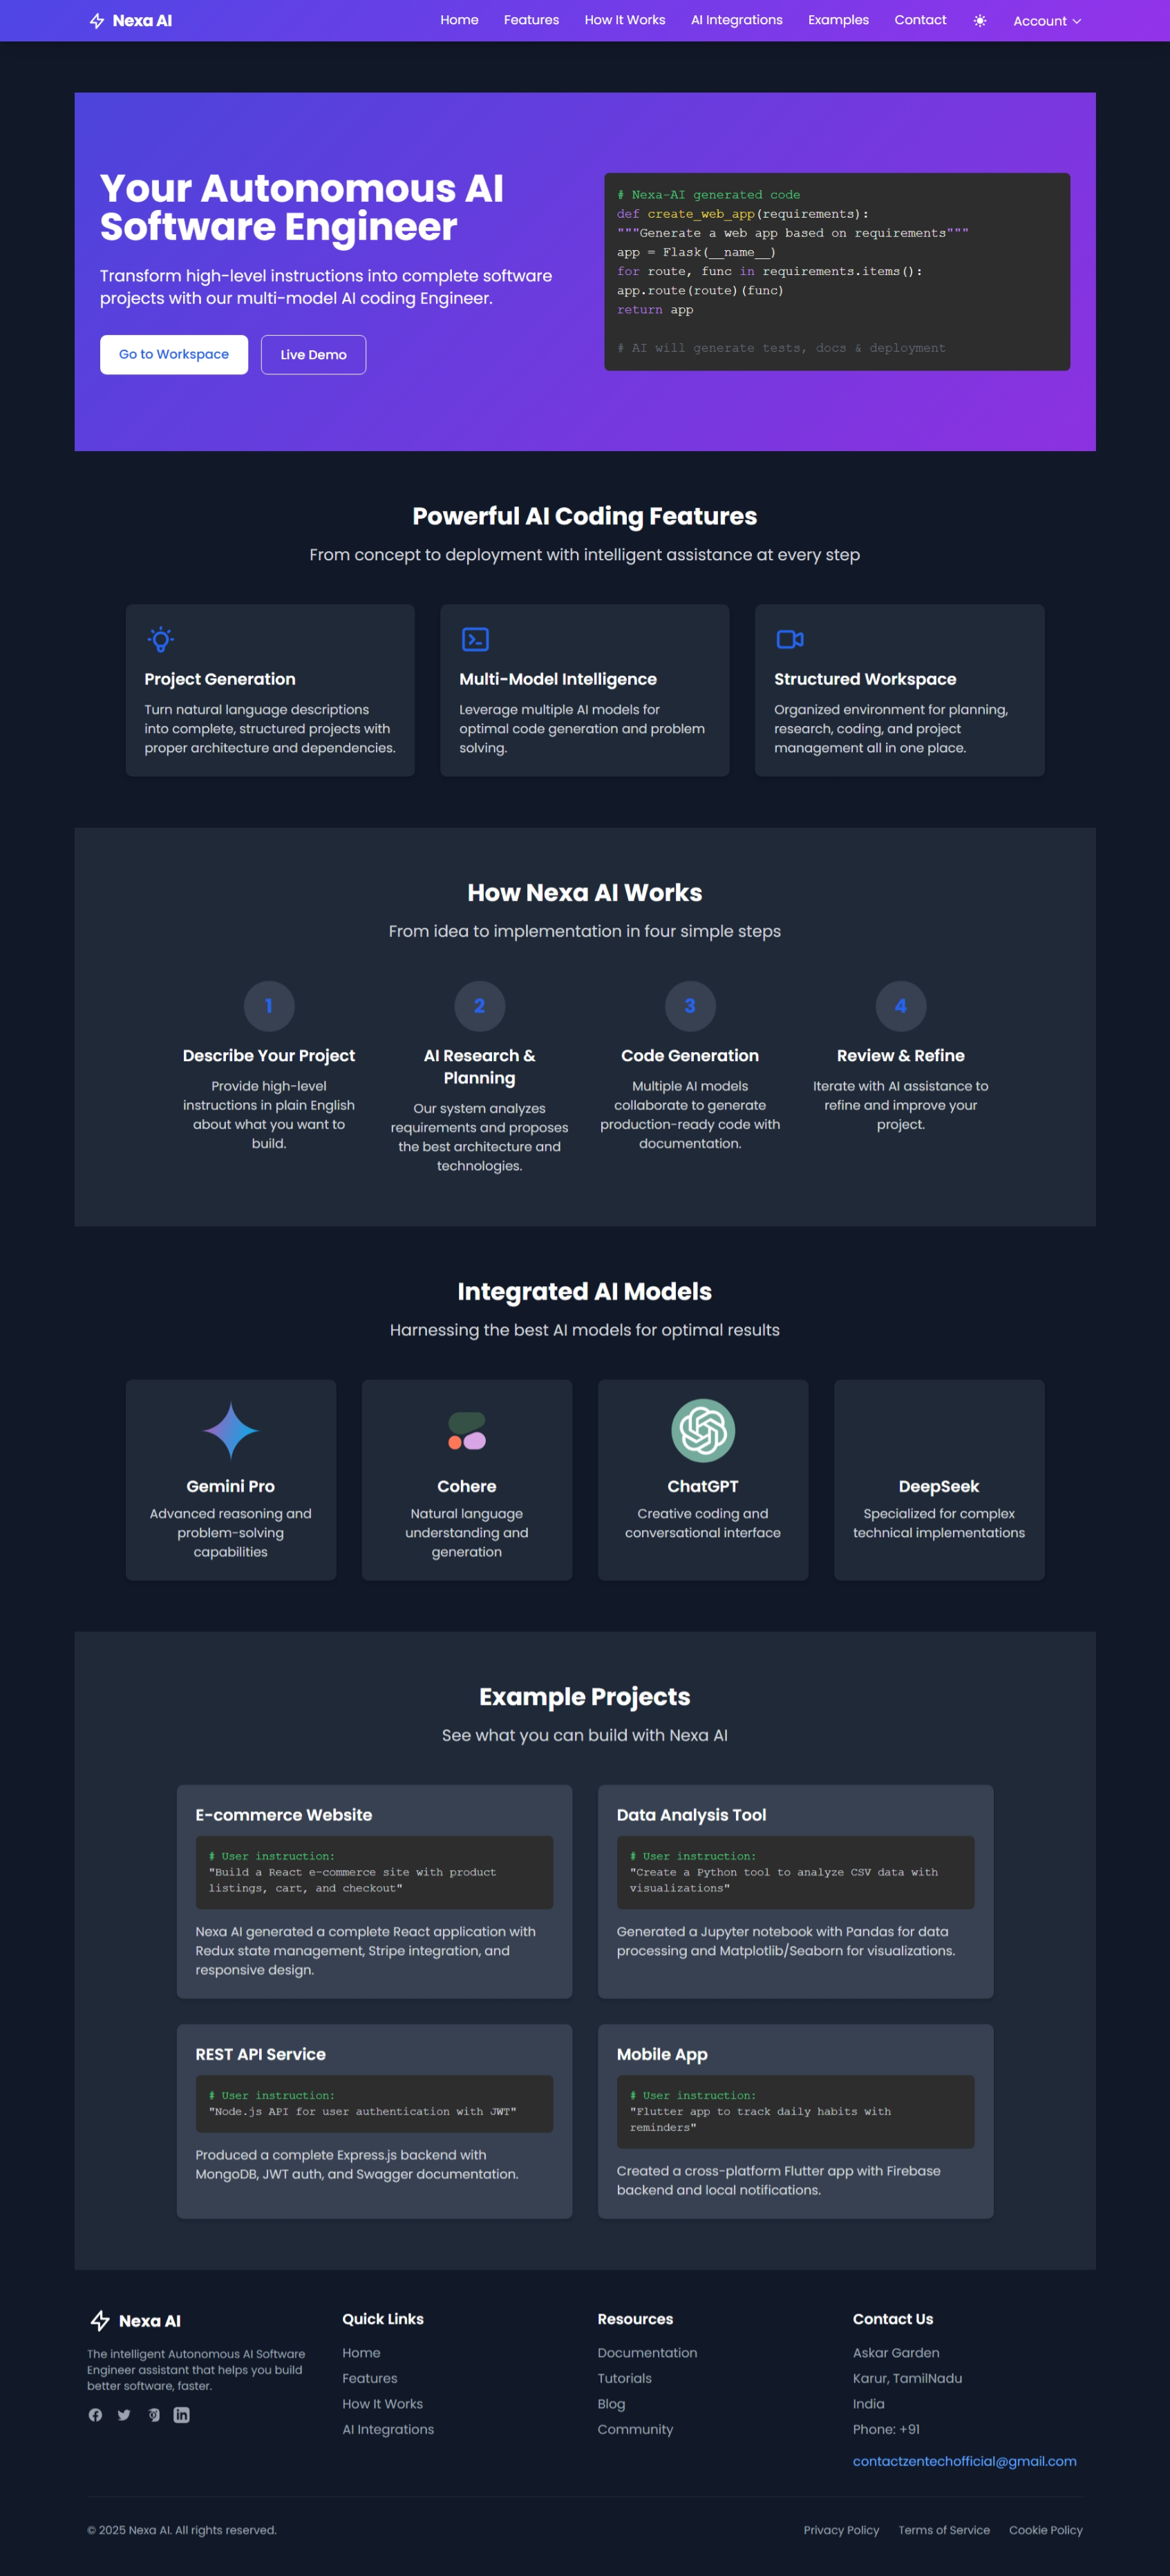 Nexa AI
Home Features How It Works AI Integrations Examples Contact Account
Your Autonomous AI
Software Engineer
Transform high-level instructions into complete software
projects with our multi-model AI coding Engineer.
Go to Workspace Live Demo
# Nexa-AI generated code
def create_web_app(requirements):
"""Generate a web app based on requirements"""
app = Flask(__name__)
for route, func in requirements.items():
app.route(route)(func)
return app
# AI will generate tests, docs & deployment
Powerful AI Coding Features
From concept to deployment with intelligent assistance at every step
Project Generation
Turn natural language descriptions
into complete, structured projects with
proper architecture and dependencies.
Multi-Model Intelligence
Leverage multiple AI models for
optimal code generation and problem
solving.
Structured Workspace
Organized environment for planning,
research, coding, and project
management all in one place.
How Nexa AI Works
From idea to implementation in four simple steps
1
Describe Your Project
Provide high-level
instructions in plain English
about what you want to
build.
2
AI Research &
Planning
Our system analyzes
requirements and proposes
the best architecture and
technologies.
3
Code Generation
Multiple AI models
collaborate to generate
production-ready code with
documentation.
4
Review & Refine
Iterate with AI assistance to
refine and improve your
project.
Integrated AI Models
Harnessing the best AI models for optimal results
Gemini Pro
Advanced reasoning and
problem-solving
capabilities
Cohere
Natural language
understanding and
generation
ChatGPT
Creative coding and
conversational interface
DeepSeek
Specialized for complex
technical implementations
Example Projects
See what you can build with Nexa AI
E-commerce Website
# User instruction:
"Build a React e-commerce site with product
listings, cart, and checkout"
Nexa AI generated a complete React application with
Redux state management, Stripe integration, and
responsive design.
Data Analysis Tool
# User instruction:
"Create a Python tool to analyze CSV data with
visualizations"
Generated a Jupyter notebook with Pandas for data
processing and Matplotlib/Seaborn for visualizations.
REST API Service
# User instruction:
"Node.js API for user authentication with JWT"
Produced a complete Express.js backend with
MongoDB, JWT auth, and Swagger documentation.
Mobile App
# User instruction:
"Flutter app to track daily habits with
reminders"
Created a cross-platform Flutter app with Firebase
backend and local notifications.
Nexa AI
The intelligent Autonomous AI Software
Engineer assistant that helps you build
better software, faster.
Quick Links
Home
Features
How It Works
AI Integrations
Resources
Documentation
Tutorials
Blog
Community
Contact Us
Askar Garden
Karur, TamilNadu
India
Phone: +91
contactzentechofficial@gmail.com
© 2025 Nexa AI. All rights reserved.
Privacy Policy Terms of Service Cookie Policy